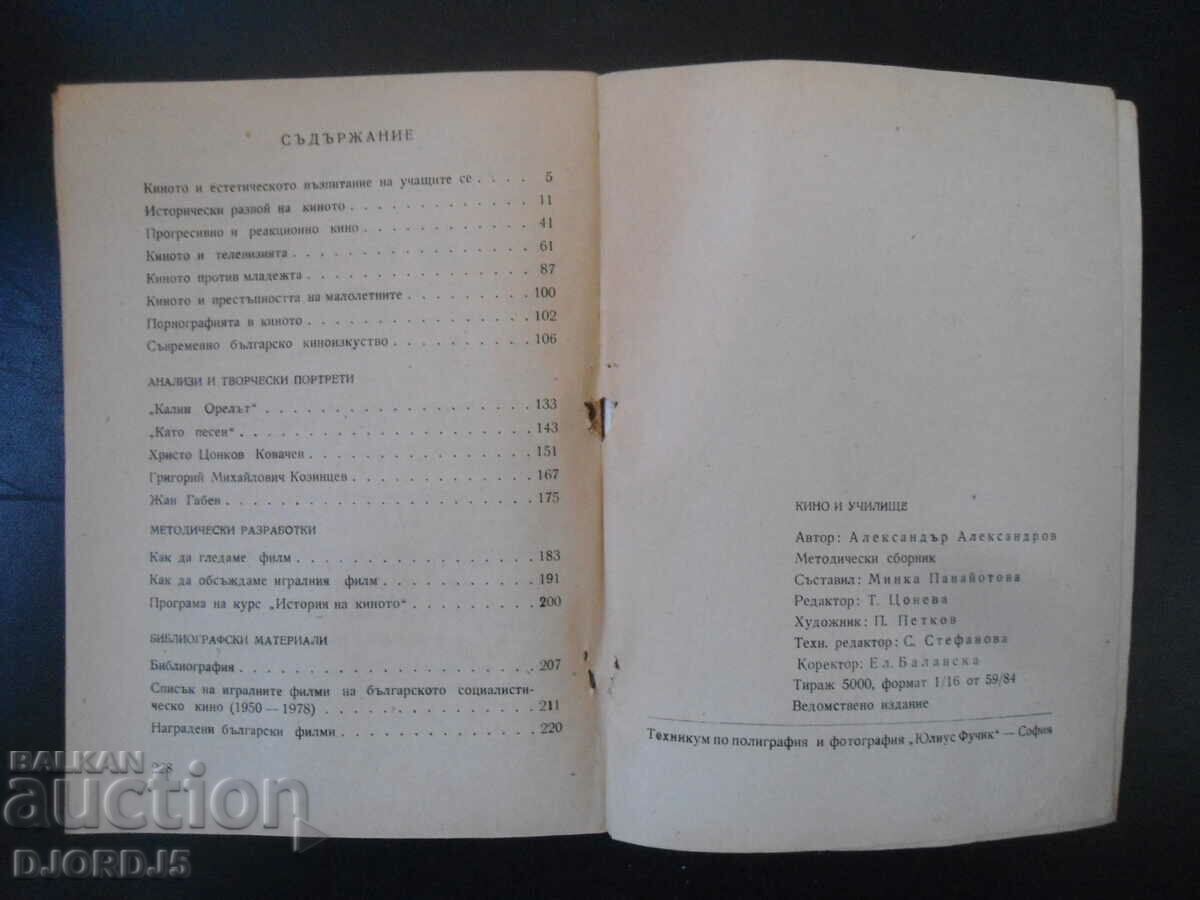 СЪДЪРЖАНИЕ
Киното и естетическото възпитание на учащите се . . . . 5
Исторически развой на киното . . . . . . . . . . . 11
Прогресивно и реакционно кино . . . . . . . . . . . 41
Киното и телевизията . . . . . . . . . . . . . . . 61
Киното против младежта . . . . . . . . . . . . . . 87
Киното и престъпността на малолетните . . . . . . . . 100
Порнографията в киното . . . . . . . . . . . . . . 102
Съвременно българско киноизкуство . . . . . . . . . 106
АНАЛИЗИ И ТВОРЧЕСКИ ПОРТРЕТИ
„Калин Орелът“ . . . . . . . . . . . . . . . . . 133
„Като песен“ . . . . . . . . . . . . . . . . . . 143
Христо Цонков Ковачев . . . . . . . . . . . . . . 151
Григорий Михайлович Козинцев . . . . . . . . . . . 167
Жан Габен . . . . . . . . . . . . . . . . . . . 175
МЕТОДИЧЕСКИ РАЗРАБОТКИ
Как да гледаме филм . . . . . . . . . . . . . . . 183
Как да обсъждаме игралния филм . . . . . . . . . . 191
Програма на курс „История на киното“ . . . . . . . . 200
БИБЛИОГРАФСКИ МАТЕРИАЛИ
Библиография . . . . . . . . . . . . . . . . . . 207
Списък на игралните филми на българското социалисти-
ческо кино (1950 — 1978) . . . . . . . . . . . . . 211
Наградени български филми . . . . . . . . . . . . 220
228
КИНО И УЧИЛИЩЕ
Автор: Александър Александров
Методически сборник
Съставил: Минка Панайотова
Редактор: Т. Цонева
Художник: П. Петков
Техн. редактор: С. Стефанова
Коректор: Ел. Баланска
Тираж 5000, формат 1/16 от 59/84
Ведомствено издание
Техникум по полиграфия и фотография „Юлиус Фучик“ — София
BALKAN
auction
DJORDJ5